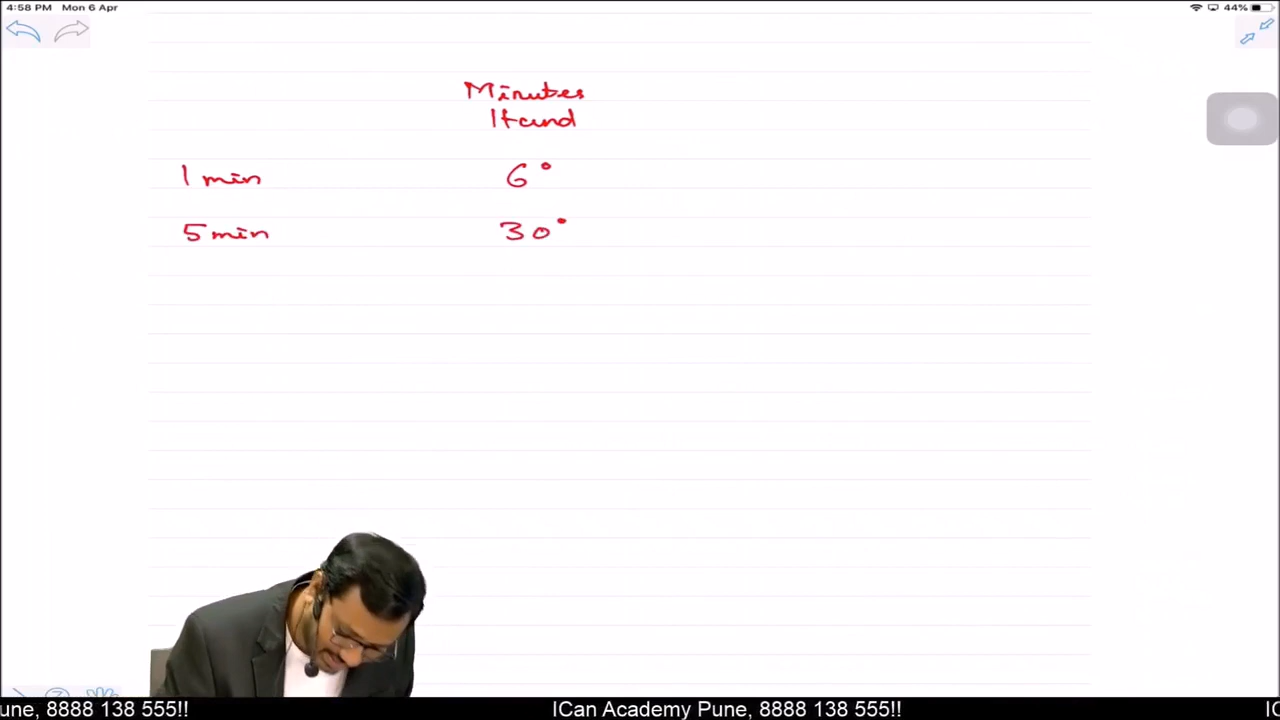 4:58 PM Mon 6 Apr
44%
Minutes
Hand
1 min 6°
5 min 30°
une, 8888 138 555!! ICan Academy Pune, 8888 138 555!! IC